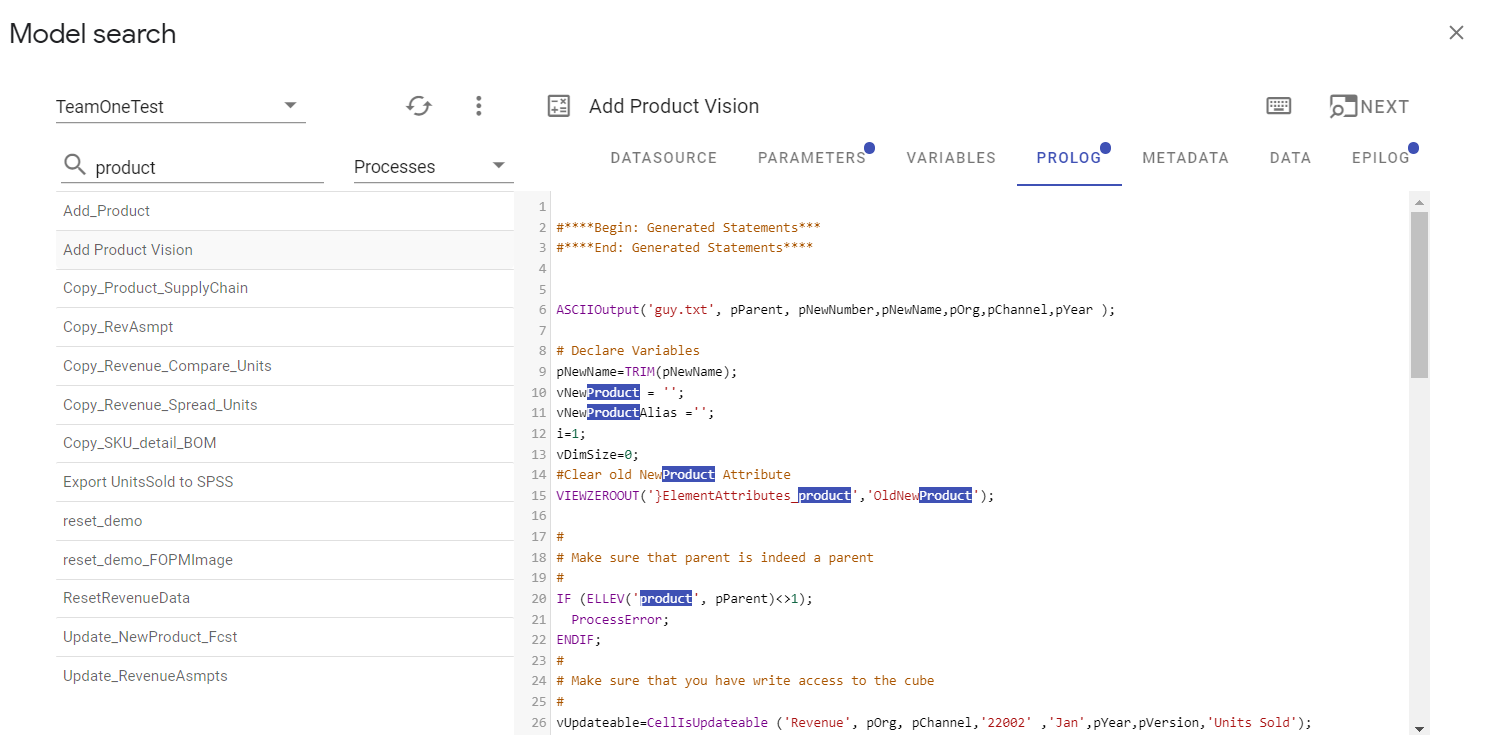 Model search
TeamOneTest
product
Processes
Add_Product
Add Product Vision
Copy_Product_SupplyChain
Copy_RevAsmpt
Copy_Revenue_Compare_Units
Copy_Revenue_Spread_Units
Copy_SKU_detail_BOM
Export UnitsSold to SPSS
reset_demo
reset_demo_FOPMImage
ResetRevenueData
Update_NewProduct_Fcst
Update_RevenueAsmpts
Add Product Vision
NEXT
DATASOURCE PARAMETERS VARIABLES PROLOG METADATA DATA EPILOG
1
2 #****Begin: Generated Statements***
3 #****End: Generated Statements****
4
5
6 ASCIIOutput('guy.txt', pParent, pNewNumber,pNewName,pOrg,pChannel,pYear );
7
8 # Declare Variables
9 pNewName=TRIM(pNewName);
10 vNewProduct = '';
11 vNewProductAlias ='';
12 i=1;
13 vDimSize=0;
14 #Clear old NewProduct Attribute
15 VIEWZEROOUT('}ElementAttributes_product','OldNewProduct');
16
17 #
18 # Make sure that parent is indeed a parent
19 #
20 IF (ELLEV('product', pParent)<>1);
21 ProcessError;
22 ENDIF;
23 #
24 # Make sure that you have write access to the cube
25 #
26 vUpdateable=CellIsUpdateable ('Revenue', pOrg, pChannel,'22002' ,'Jan',pYear,pVersion,'Units Sold');